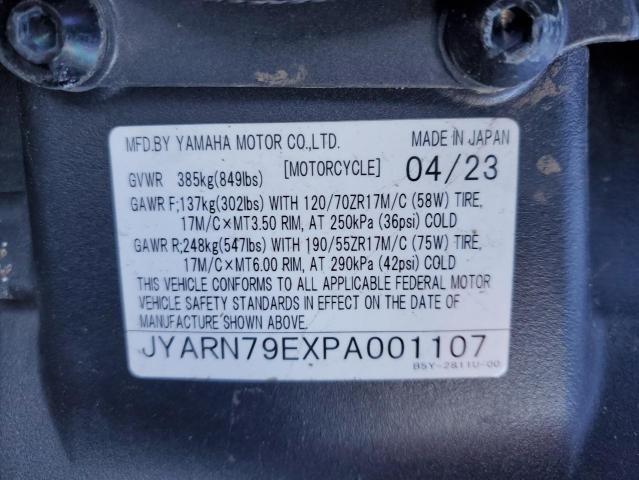 MFD.BY YAMAHA MOTOR CO.,LTD. MADE IN JAPAN
GVWR 385kg(849lbs) [MOTORCYCLE] 04/23
GAWR F;137kg(302lbs) WITH 120/70ZR17M/C (58W) TIRE,
17M/C×MT3.50 RIM, AT 250kPa (36psi) COLD
GAWR R;248kg(547lbs) WITH 190/55ZR17M/C (75W) TIRE,
17M/C×MT6.00 RIM, AT 290kPa (42psi) COLD
THIS VEHICLE CONFORMS TO ALL APPLICABLE FEDERAL MOTOR
VEHICLE SAFETY STANDARDS IN EFFECT ON THE DATE OF
MANUFACTURE SHOWN ABOVE.
JYARN79EXPA001107
B5Y-2811U-00